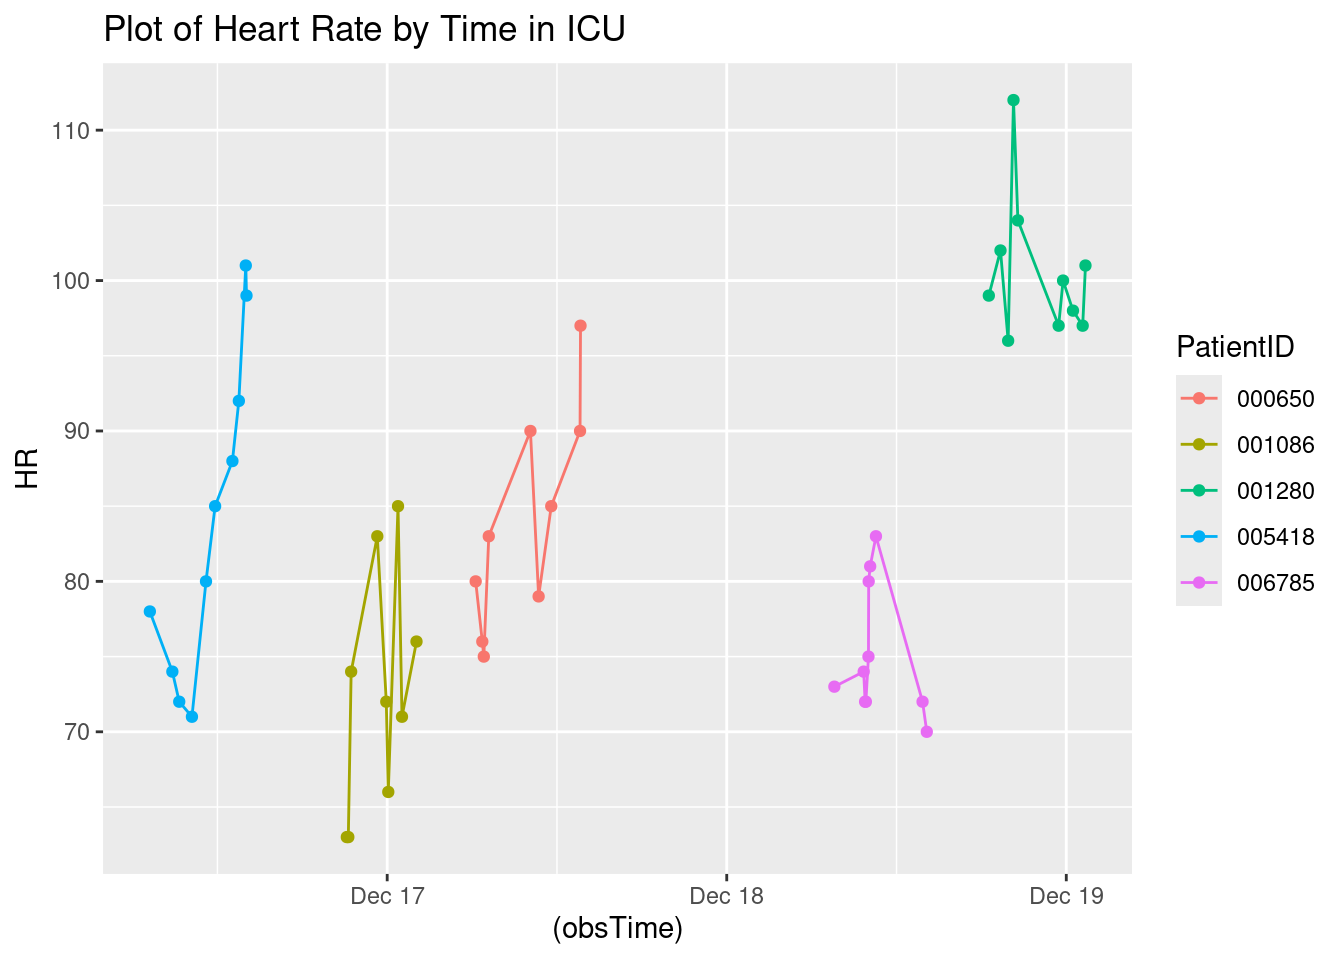 Plot of Heart Rate by Time in ICU
110
100
90
80
70
HR
Dec 17
Dec 18
Dec 19
(obsTime)
PatientID
000650
001086
001280
005418
006785